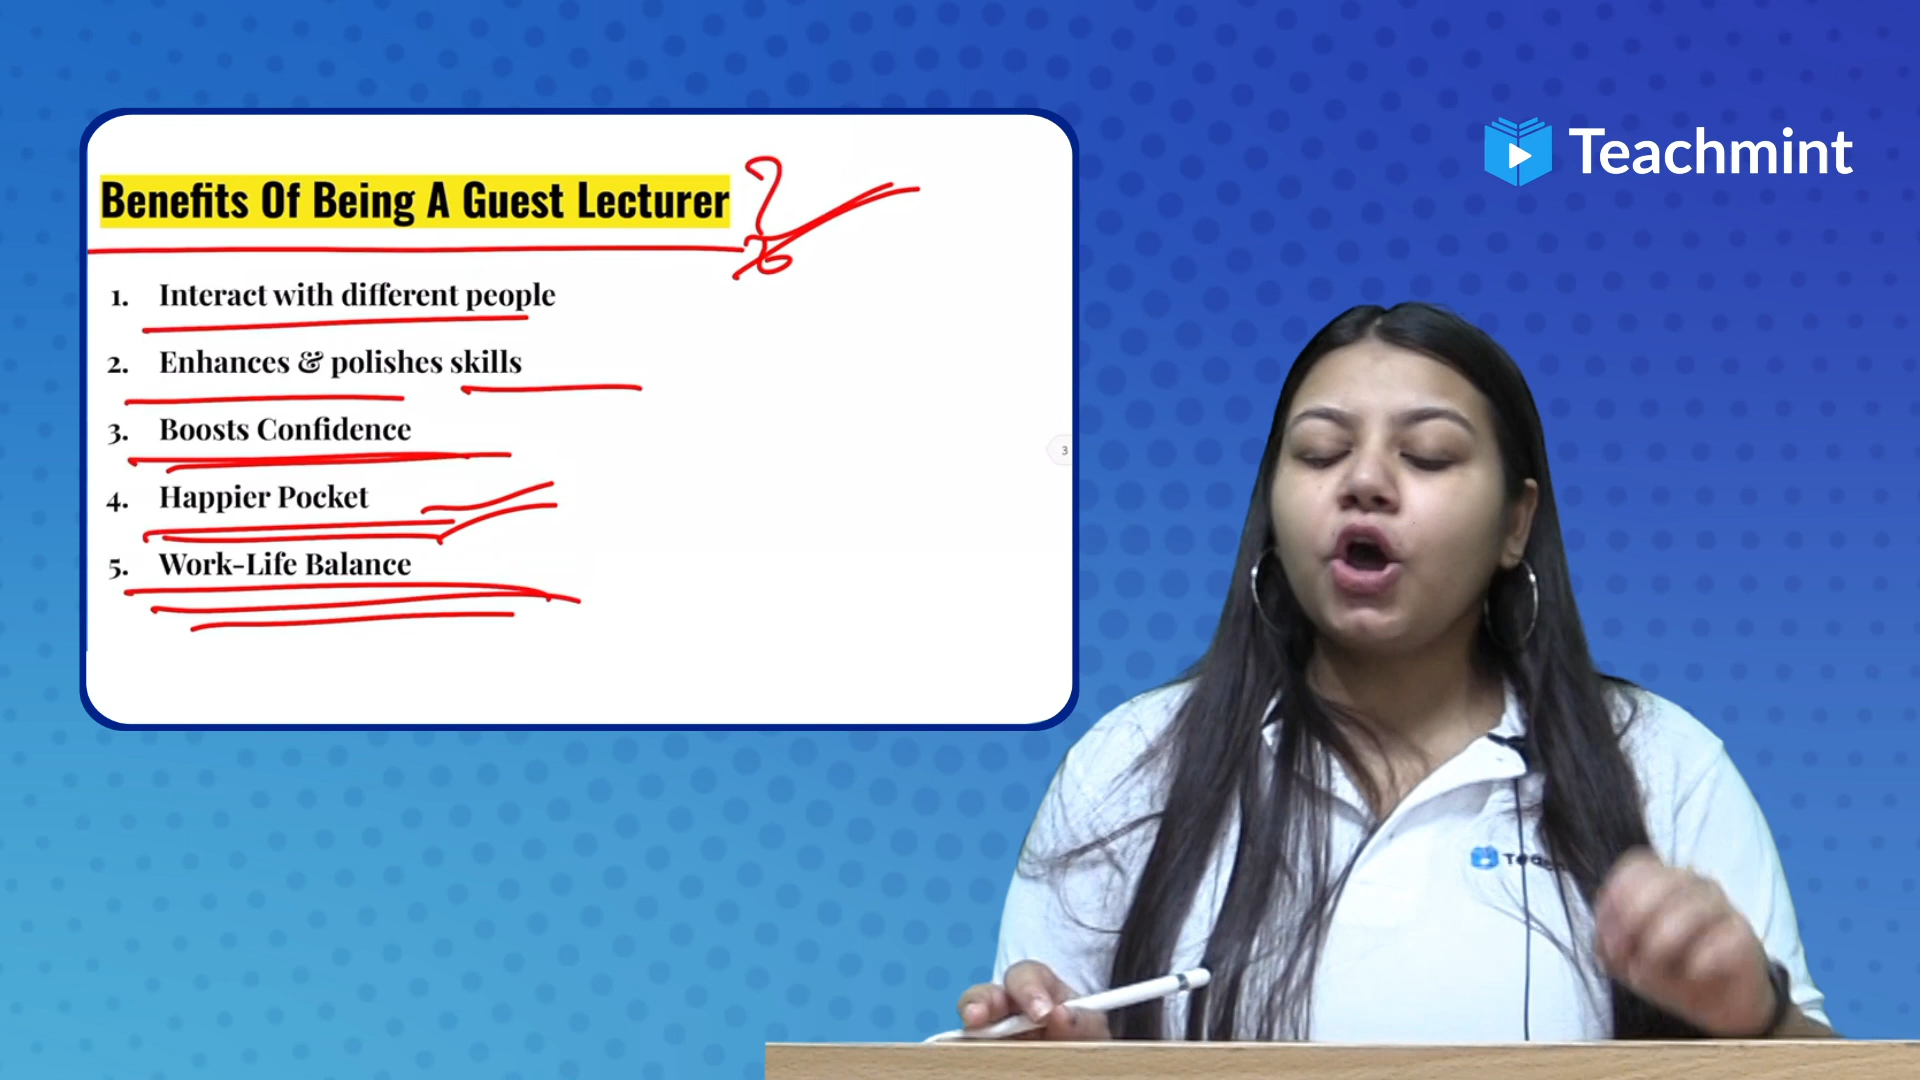 Teachmint
Benefits Of Being A Guest Lecturer ?
1. Interact with different people
2. Enhances & polishes skills
3. Boosts Confidence
4. Happier Pocket
5. Work-Life Balance
3